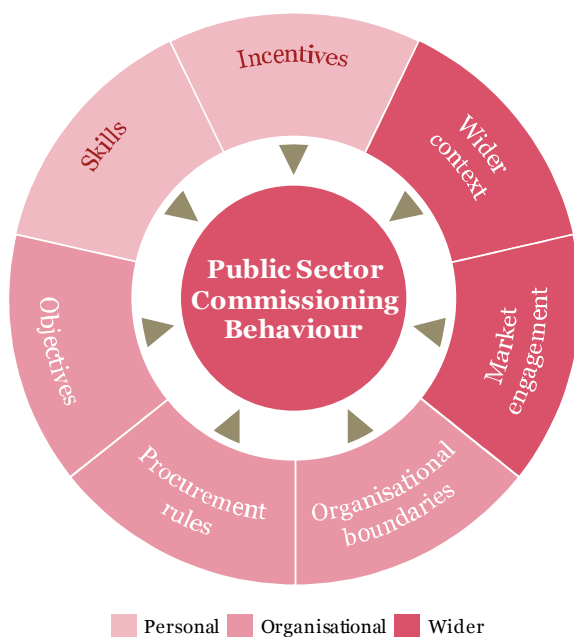 Incentives
Wider
context
Market
engagement
Organisational
boundaries
Procurement
rules
Objectives
Skills
Public Sector
Commissioning
Behaviour
Personal Organisational Wider